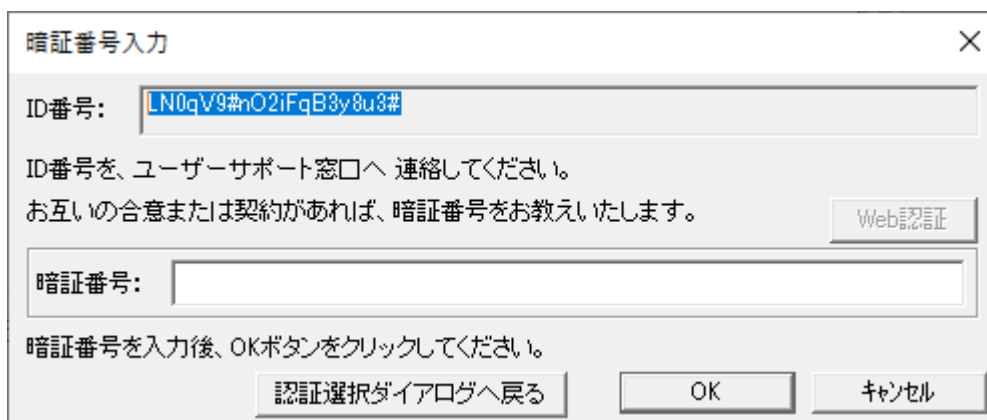 暗証番号入力
ID番号: LN0qV9#nO2iFqB3y8u3#
ID番号を、ユーザーサポート窓口へ 連絡してください。
お互いの合意または契約があれば、暗証番号をお教えいたします。
Web認証
暗証番号:
暗証番号を入力後、OKボタンをクリックしてください。
認証選択ダイアログへ戻る OK キャンセル